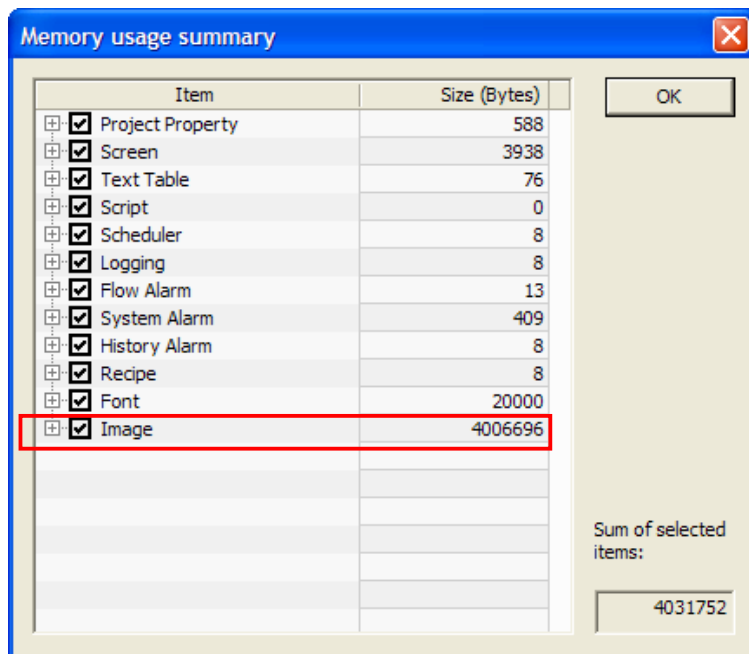 Memory usage summary
Item Size (Bytes)
OK
Project Property 588
Screen 3938
Text Table 76
Script 0
Scheduler 8
Logging 8
Flow Alarm 13
System Alarm 409
History Alarm 8
Recipe 8
Font 20000
Image 4006696
Sum of selected
items:
4031752